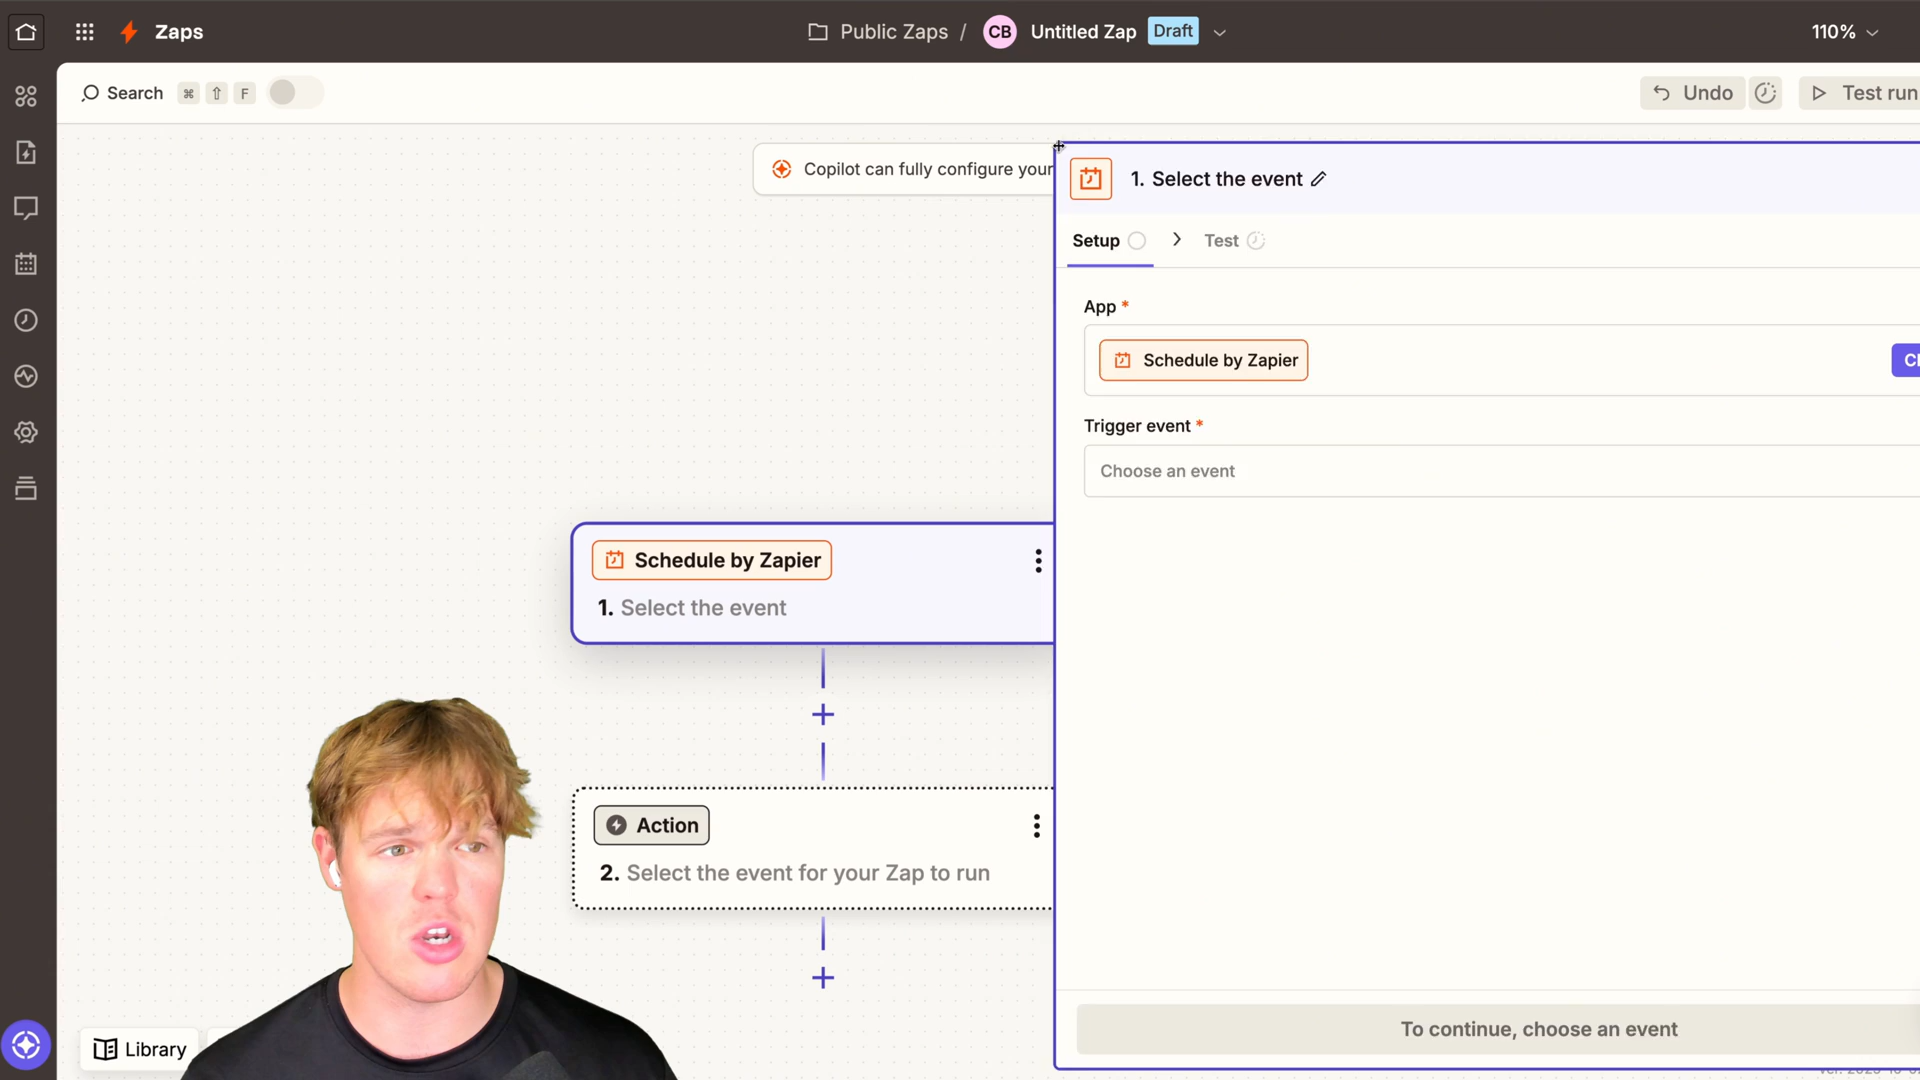 Zaps
Public Zaps / CB Untitled Zap Draft
110%
Search ⌘ ⇧ F
Undo
Test run
Copilot can fully configure your
1. Select the event
Setup
Test
App *
Schedule by Zapier
Trigger event *
Choose an event
Schedule by Zapier
1. Select the event
Action
2. Select the event for your Zap to run
Library
To continue, choose an event